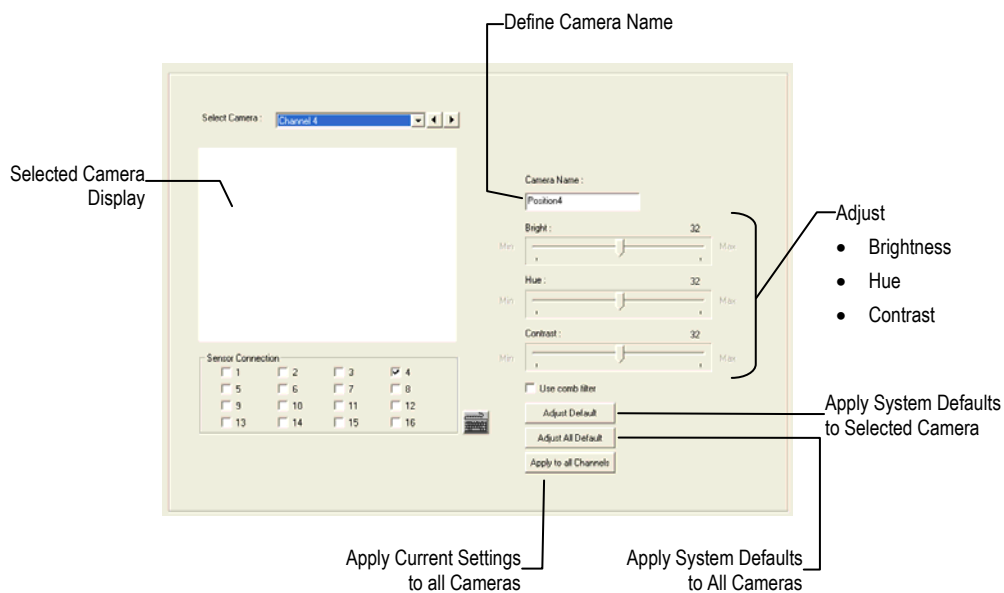 Define Camera Name
Select Camera :
Channel 4
Selected Camera
Display
Camera Name :
Position4
Bright :
32
Min
Max
Hue :
32
Min
Max
Contrast :
32
Min
Max
Adjust
• Brightness
• Hue
• Contrast
Sensor Connection
1 2 3 4
5 6 7 8
9 10 11 12
13 14 15 16
Use comb filter
Adjust Default
Adjust All Default
Apply to all Channels
Apply System Defaults
to Selected Camera
Apply Current Settings
to all Cameras
Apply System Defaults
to All Cameras